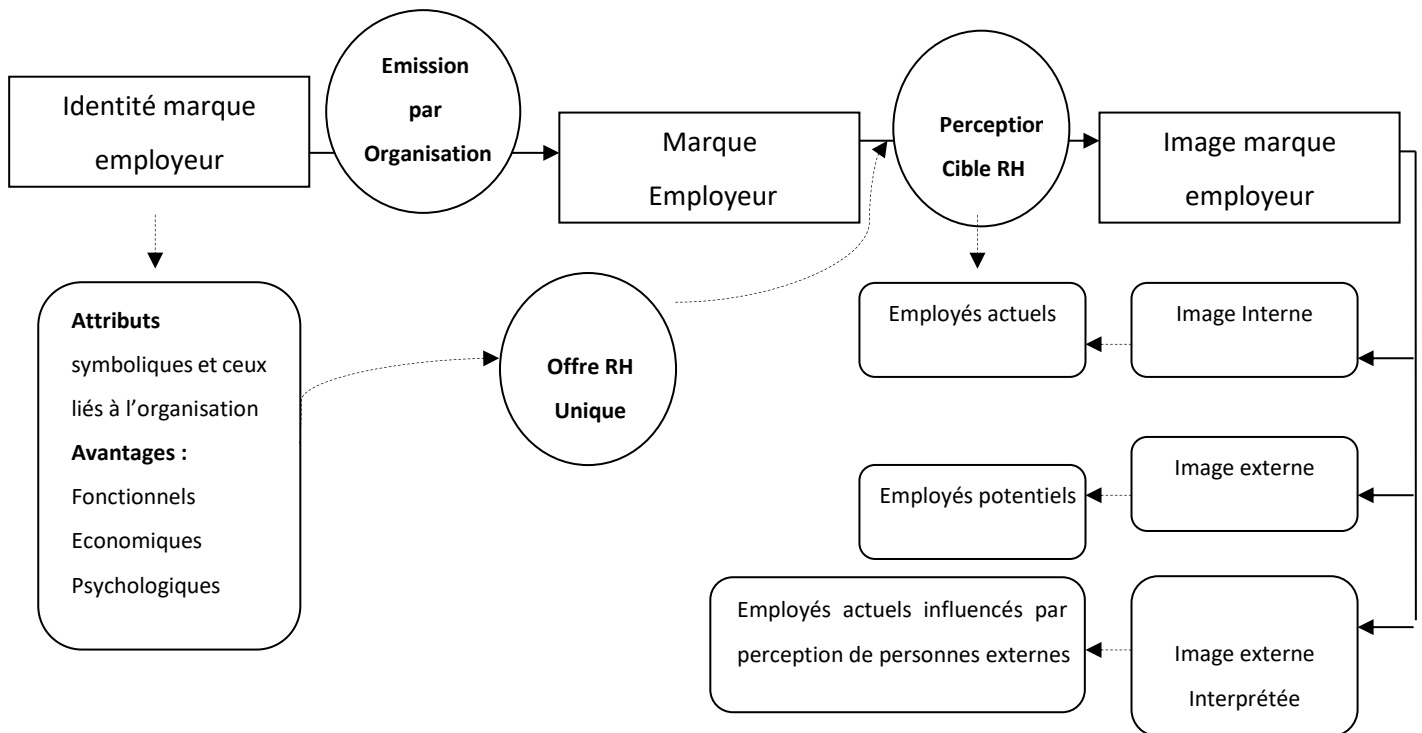 Identité marque
employeur
Emission
par
Organisation
Marque
Employeur
Perception
Cible RH
Image marque
employeur
Attributs
symboliques et ceux
liés à l'organisation
Avantages :
Fonctionnels
Economiques
Psychologiques
Offre RH
Unique
Employés actuels
Image Interne
Employés potentiels
Image externe
Employés actuels influencés par
perception de personnes externes
Image externe
Interprétée